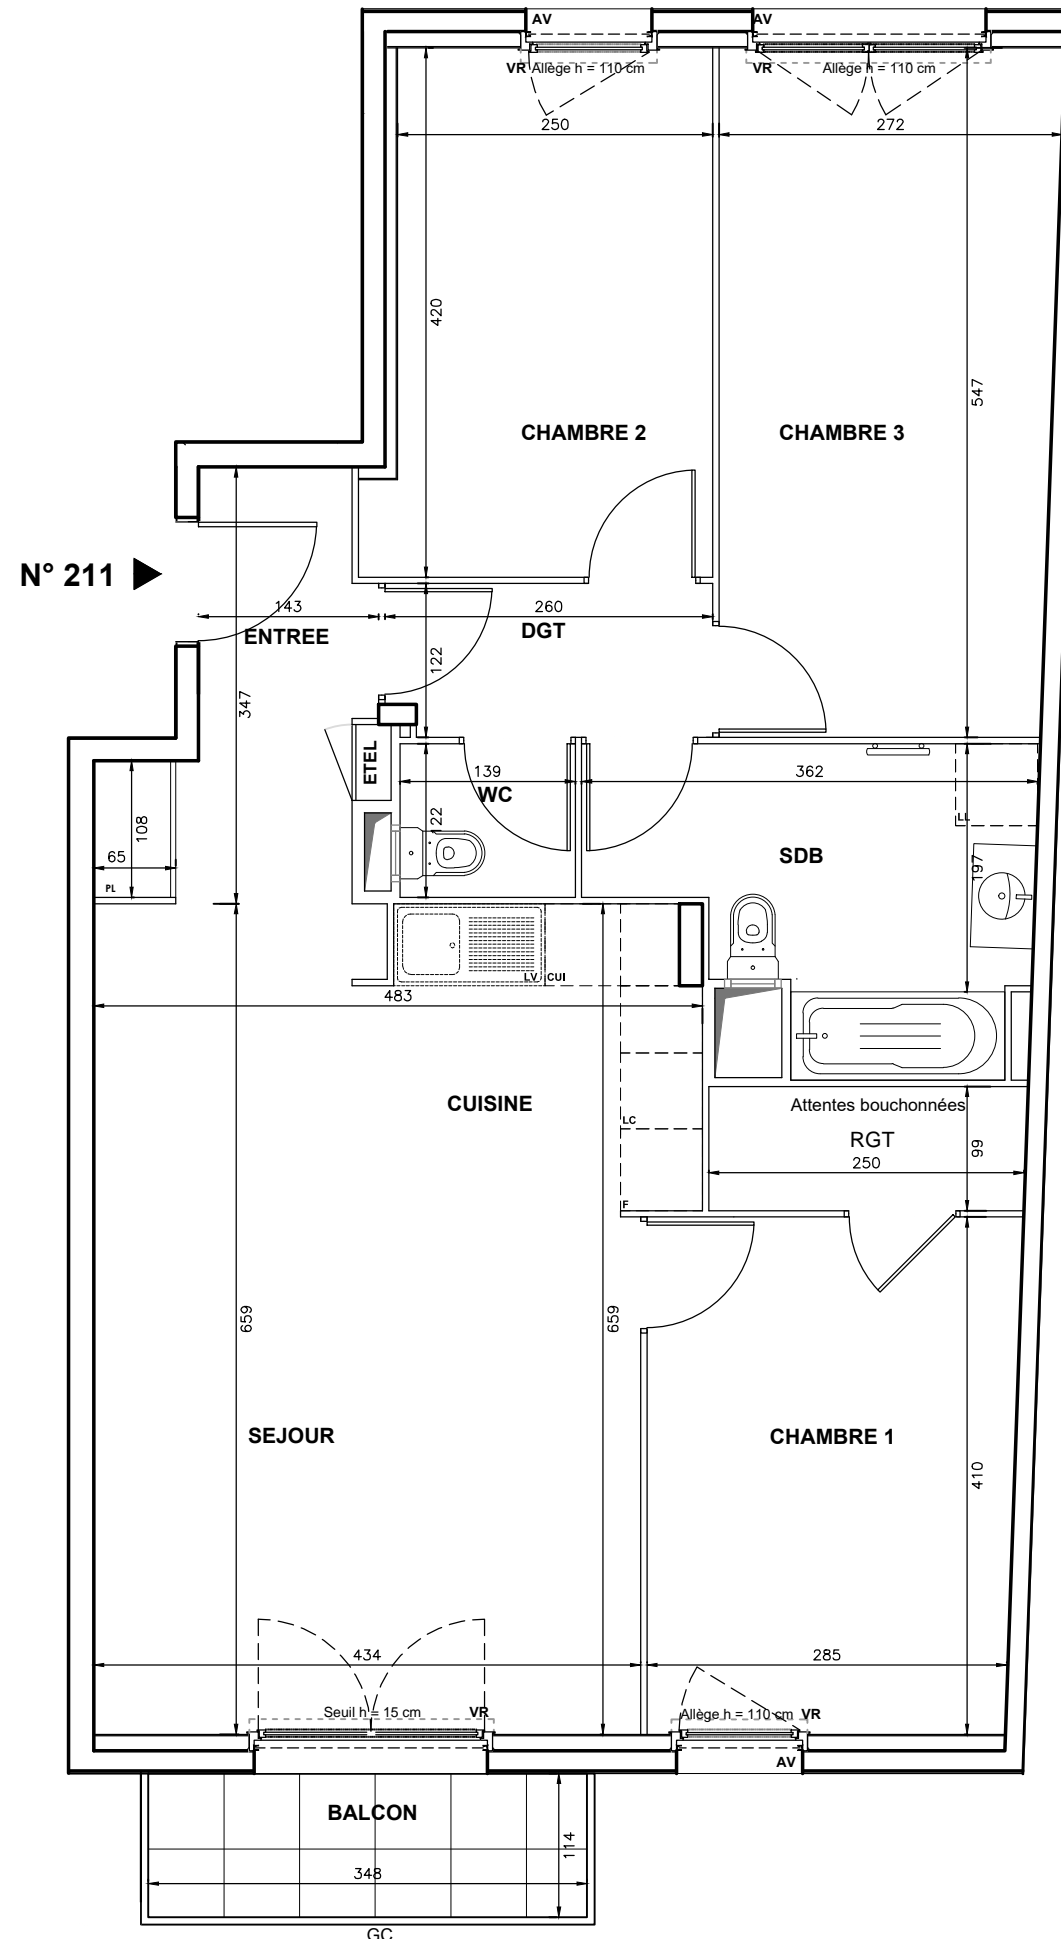 AV
AV
VR Allège h = 110 cm
VR
Allège h = 110 cm
250
272
420
547
CHAMBRE 2
CHAMBRE 3
N° 211
143
260
ENTREE
DGT
122
347
ETEL
139
362
WC
122
108
65
PL
SDB
LL
197
LV
CUI
483
CUISINE
Attentes bouchonnées
LC
RGT
99
250
F
659
659
SEJOUR
CHAMBRE 1
410
434
285
Seuil h = 15 cm
VR
Allège h = 110 cm
VR
AV
BALCON
114
348
GC